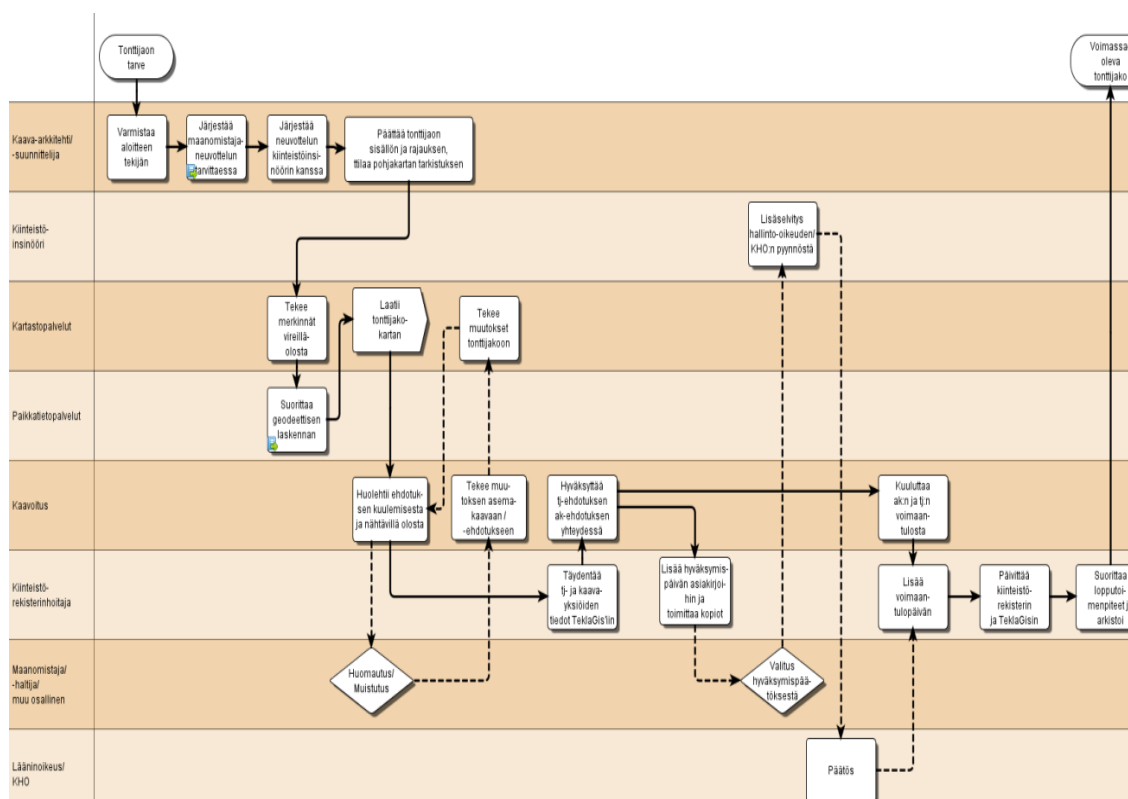 Tonttijaon
tarve
Voimassa
oleva
tonttijako
Kaava-arkkitehti/
-suunnittelija
Varmistaa
aloitteen
tekijän
Järjestää
maanomistaja-
neuvottelun
tarvittaessa
Järjestää
neuvottelun
kiinteistöinsi-
nöörin kanssa
Päättää tonttijaon
sisällön ja rajauksen,
ttilaa pohjakartan tarkistuksen
Kiinteistö-
insinööri
Lisäselvitys
hallinto-oikeuden/
KHO:n pyynnöstä
Kartastopalvelut
Tekee
merkinnät
vireillä-
olosta
Laatii
tonttijako-
kartan
Tekee
muutokset
tonttijakoon
Paikkatietopalvelut
Suorittaa
geodeettisen
laskennan
Kaavoitus
Huolehtii ehdotuk-
sen kuulemisesta
ja nähtävillä olosta
Tekee muu-
toksen asema-
kaavaan /
-ehdotukseen
Hyväksyttää
tj-ehdotuksen
ak-ehdotuksen
yhteydessä
Kuuluttaa
ak:n ja tj:n
voimaan-
tulosta
Kiinteistö-
rekisterinhoitaja
Täydentää
tj- ja kaava-
yksiöiden
tiedot TeklaGis'iin
Lisää hyväksymis-
päivän asiakirjoi-
hin ja
toimittaa kopiot
Lisää
voimaan-
tulopäivän
Päivittää
kiinteistö-
rekisterin
ja TeklaGisin
Suorittaa
lopputoi-
menpiteet j
arkistoi
Maanomistaja/
-haltija/
muu osallinen
Huomautus/
Muistutus
Valitus
hyväksymispää-
töksestä
Lääninoikeus/
KHO
Päätös